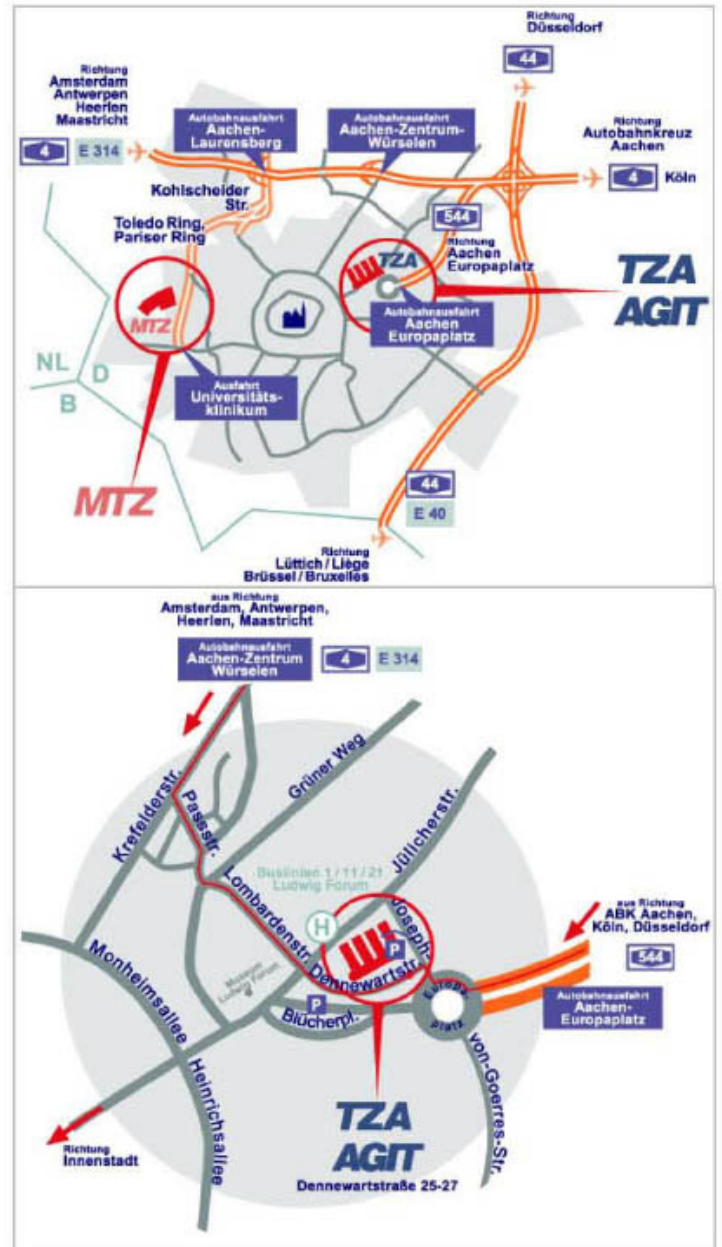 Richtung
Düsseldorf
44
Richtung
Amsterdam
Antwerpen
Heerlen
Maastricht
4 E 314
Autobahnausfahrt
Aachen-
Laurensberg
Autobahnausfahrt
Aachen-Zentrum-
Würselen
Richtung
Autobahnkreuz
Aachen
4 Köln
Kohlscheider
Str.
Toledo Ring,
Pariser Ring
544
Richtung
Aachen
Europaplatz
TZA
TZA
AGIT
MTZ
Autobahnausfahrt
Aachen
Europaplatz
NL D
B
Ausfahrt
Universitäts-
klinikum
MTZ
44
E 40
Richtung
Lüttich / Liège
Brüssel / Bruxelles
aus Richtung
Amsterdam, Antwerpen,
Heerlen, Maastricht
Autobahnausfahrt
Aachen-Zentrum
Würselen
4 E 314
Krefelderstr.
Passstr.
Grüner Weg
Jülicherstr.
Buslinien 1 / 11 / 21
Ludwig Forum
H
Lombardenstr.
Joseph-
P
Dennewartstr.
aus Richtung
ABK Aachen,
Köln, Düsseldorf
544
Autobahnausfahrt
Aachen-
Europaplatz
Monheimsallee
Museum
Ludwig Forum
P
Blücherpl.
Europa-
platz
von-Goerres-Str.
Heinrichsallee
Richtung
Innenstadt
TZA
AGIT
Dennewartstraße 25-27